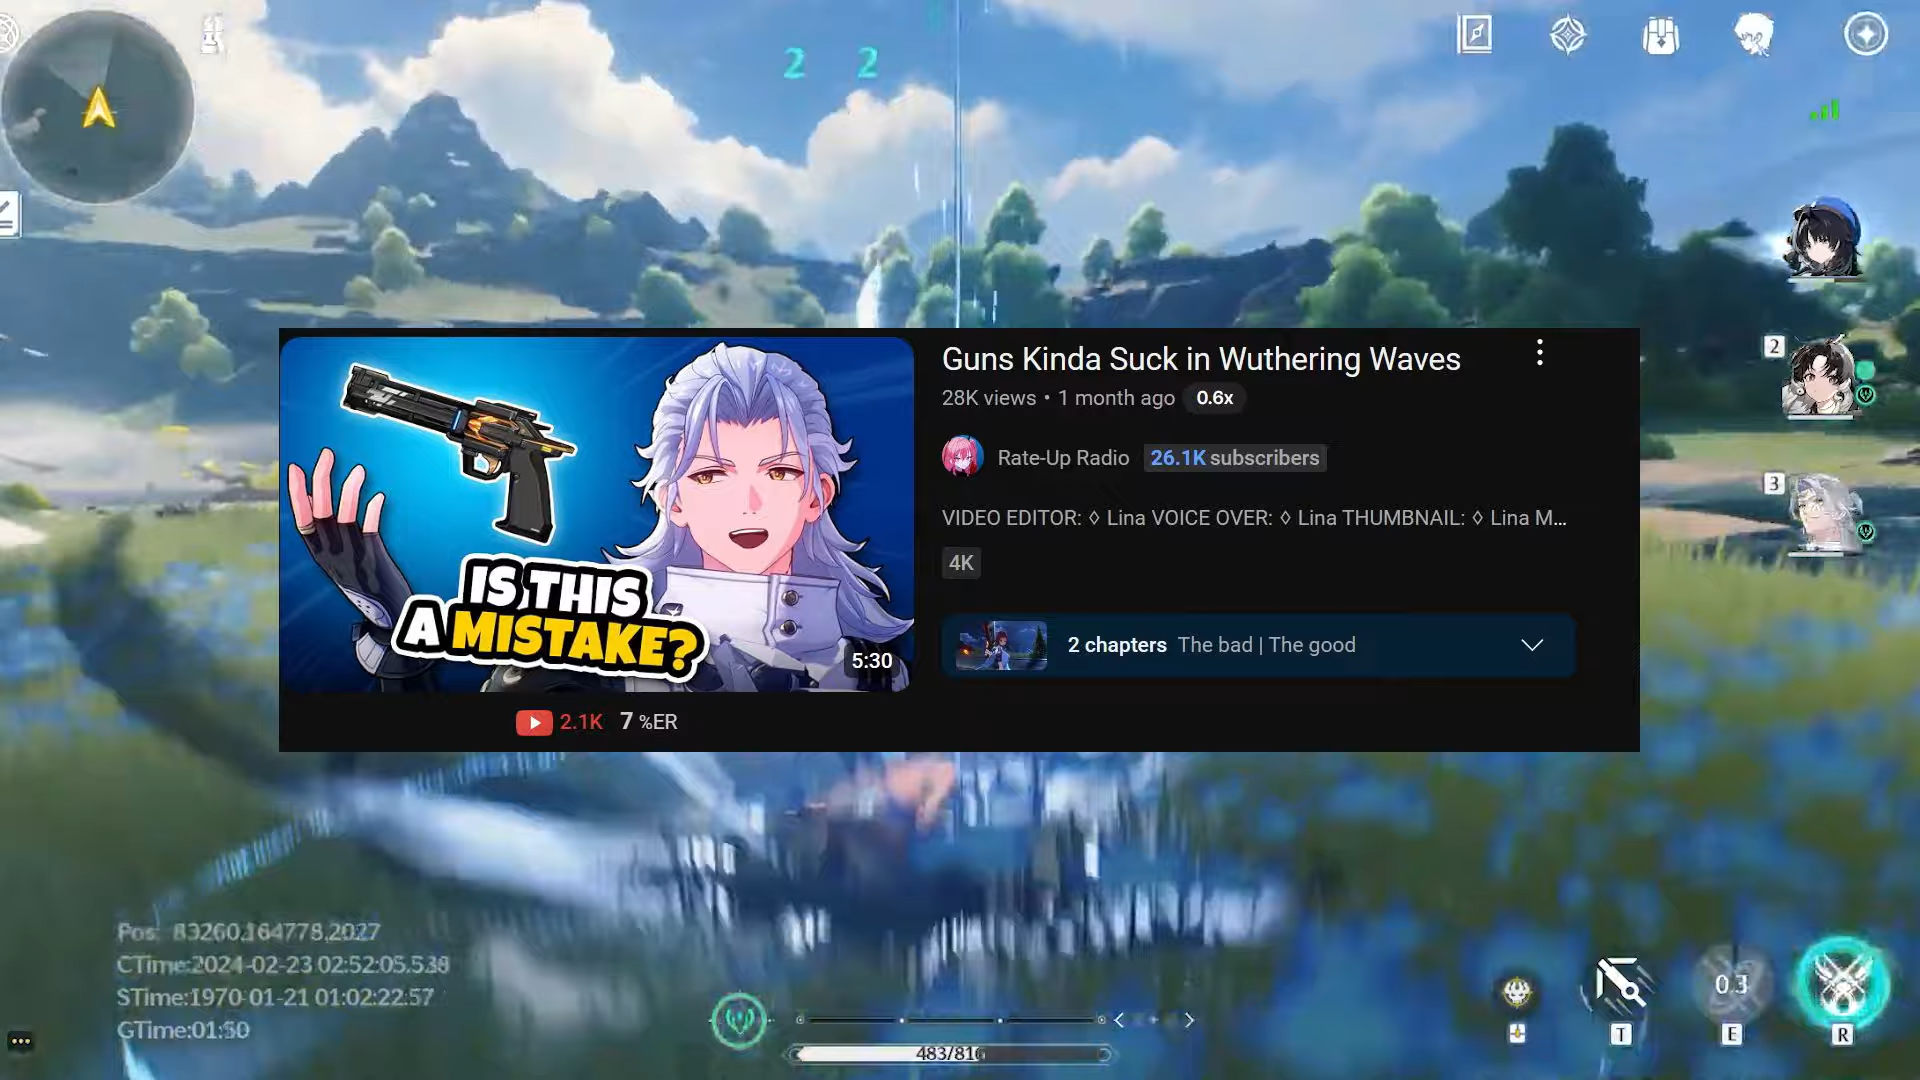 2 2
2
3
Guns Kinda Suck in Wuthering Waves
28K views • 1 month ago 0.6x
Rate-Up Radio 26.1K subscribers
VIDEO EDITOR: ◊ Lina VOICE OVER: ◊ Lina THUMBNAIL: ◊ Lina M...
4K
2 chapters The bad | The good
IS THIS
A MISTAKE?
5:30
2.1K 7 %ER
Pos: 83260,164778,2027
CTime:2024-02-23 02:52:05.538
STime:1970-01-21 01:02:22:57
GTime:01:50
483/816
0.3
T
E
R